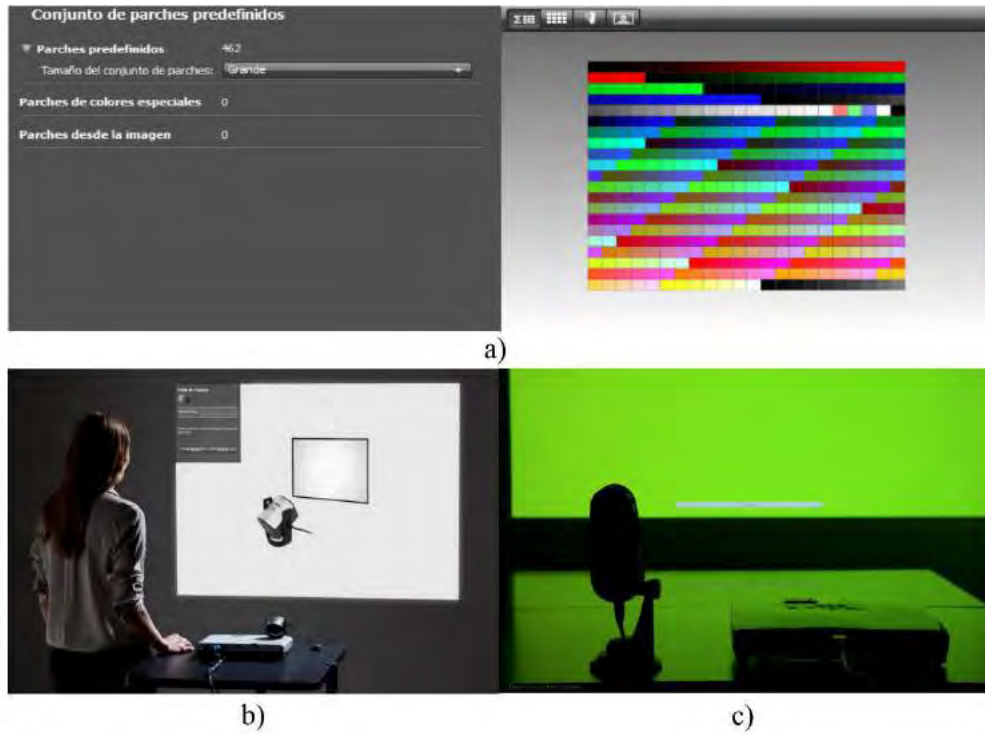 Conjunto de parches predefinidos
Parches predefinidos 462
Tamaño del conjunto de parches: Grande
Parches de colores especiales 0
Parches desde la imagen 0
a)
b)
c)